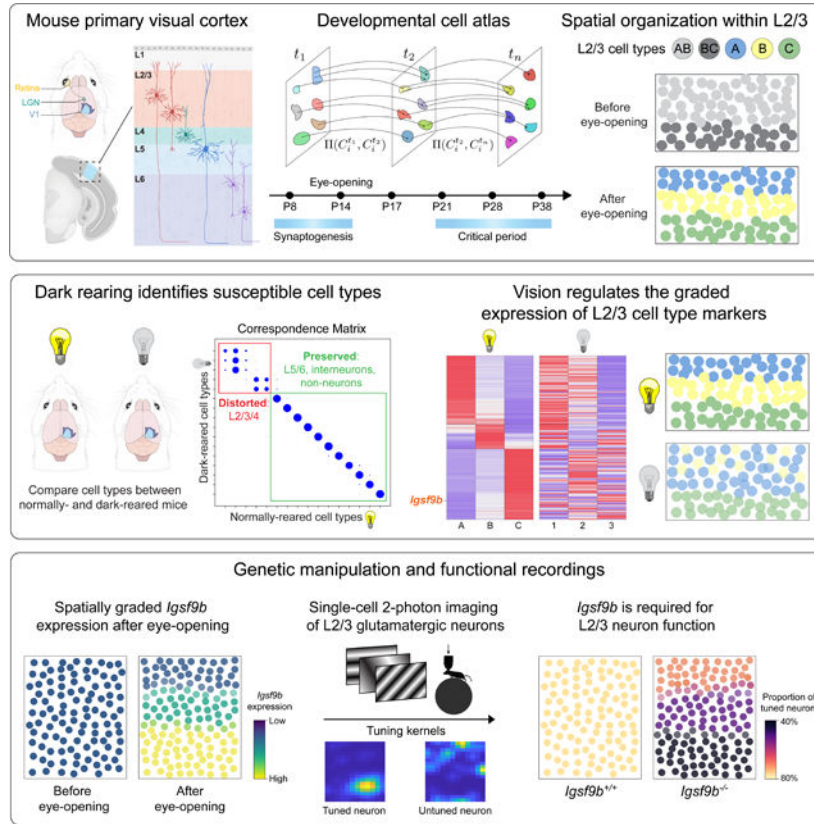 Mouse primary visual cortex
Developmental cell atlas
Spatial organization within L2/3
Retina
LGN
V1
L1
L2/3
L4
L5
L6
t₁
t₂
tₙ
Π(Cᵢᵗ¹, Cᵢᵗ²)
Π(Cᵢᵗ², Cᵢᵗⁿ)
Eye-opening
P8
P14
P17
P21
P28
P38
Synaptogenesis
Critical period
L2/3 cell types
AB
BC
A
B
C
Before
eye-opening
After
eye-opening
Dark rearing identifies susceptible cell types
Compare cell types between
normally- and dark-reared mice
Correspondence Matrix
Dark-reared cell types
Preserved:
L5/6, interneurons,
non-neurons
Distorted:
L2/3/4
Normally-reared cell types
Vision regulates the graded
expression of L2/3 cell type markers
Igsf9b
A
B
C
1
2
3
Genetic manipulation and functional recordings
Spatially graded Igsf9b
expression after eye-opening
Before
eye-opening
After
eye-opening
Igsf9b
expression
Low
High
Single-cell 2-photon imaging
of L2/3 glutamatergic neurons
Tuning kernels
Tuned neuron
Untuned neuron
Igsf9b is required for
L2/3 neuron function
Igsf9b+/+
Igsf9b-/-
Proportion of
tuned neurons
40%
80%